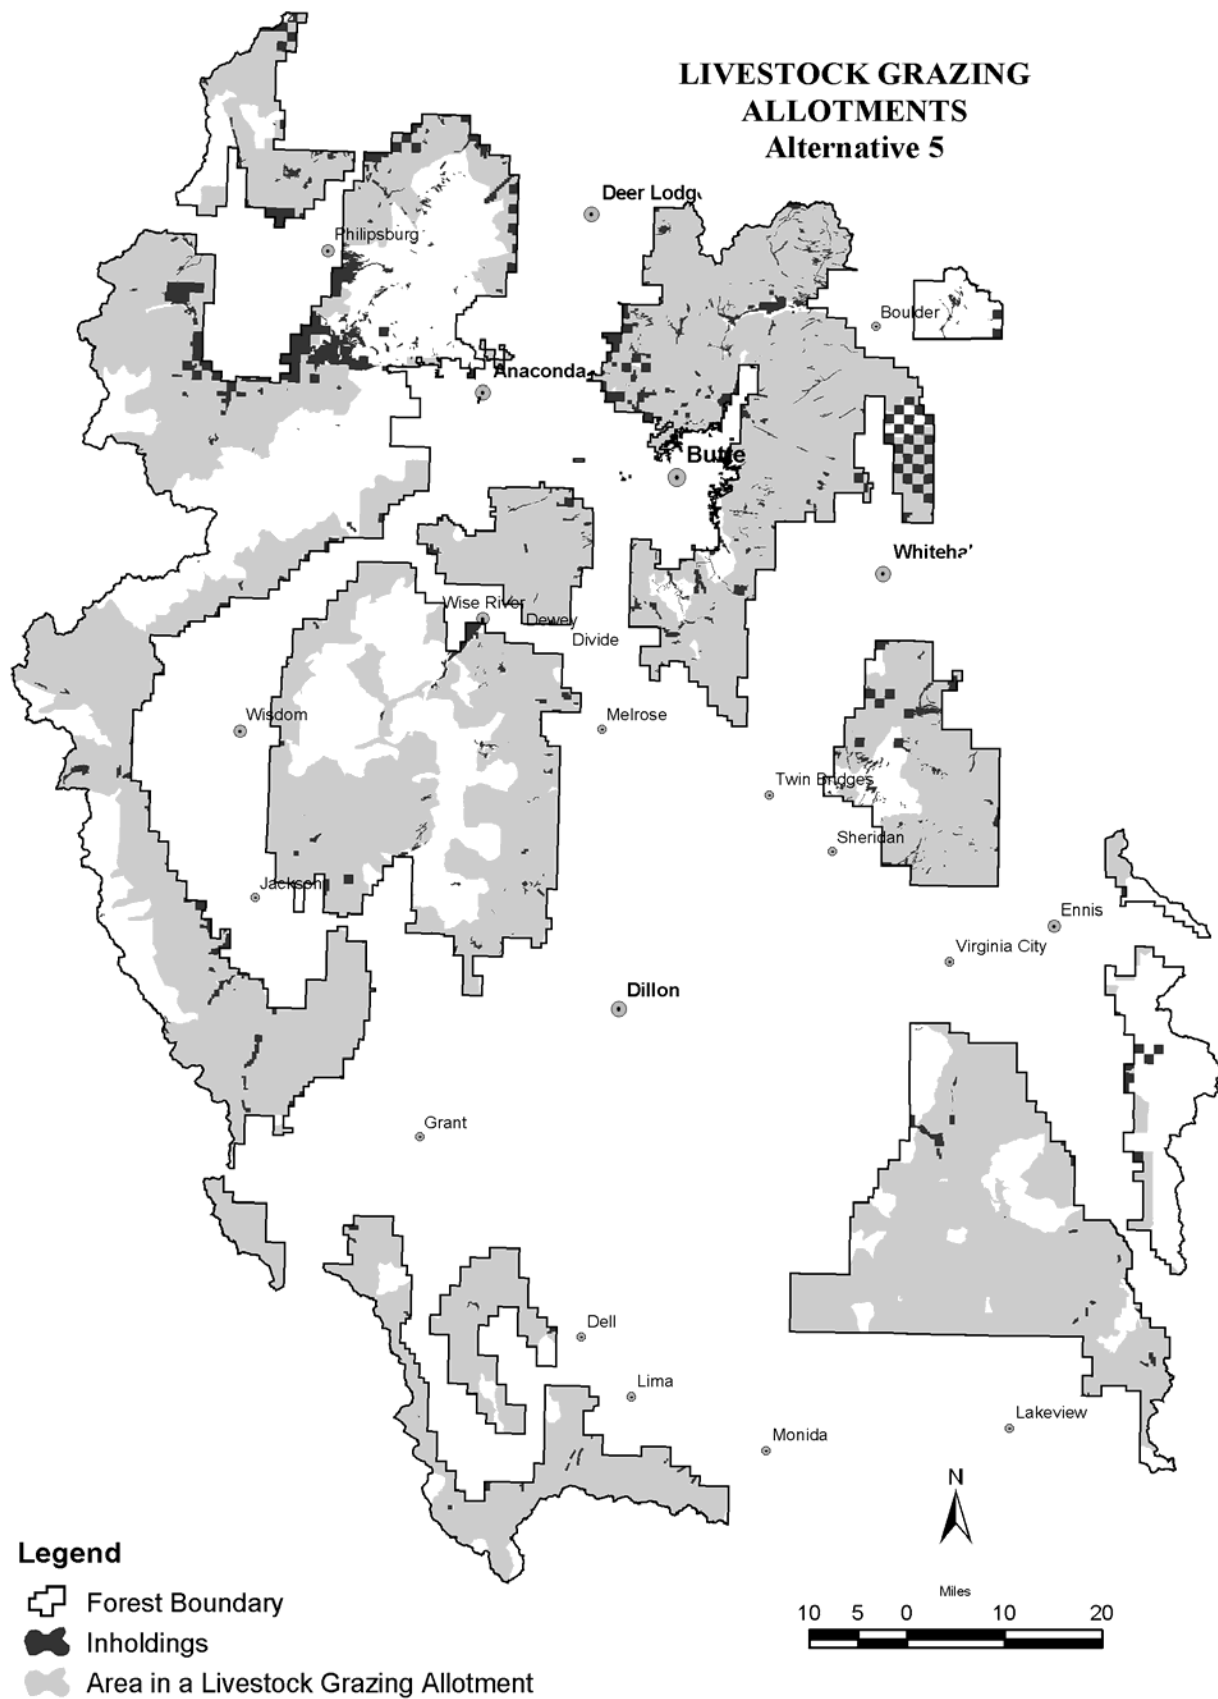 LIVESTOCK GRAZING
ALLOTMENTS
Alternative 5
Deer Lodg
Philipsburg
Boulder
Anaconda
Butte
Whiteha
Wise River
Dewey
Divide
Wisdom
Melrose
Twin Bridges
Sheridan
Jackson
Ennis
Virginia City
Dillon
Grant
Dell
Lima
Lakeview
Monida
N
Legend
Forest Boundary
Inholdings
Area in a Livestock Grazing Allotment
Miles
10 5 0 10 20